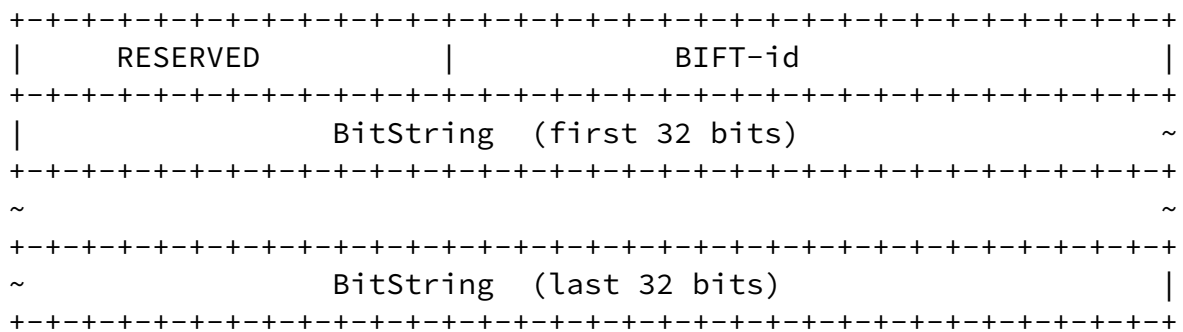 +-+-+-+-+-+-+-+-+-+-+-+-+-+-+-+-+-+-+-+-+-+-+-+-+-+-+-+-+-+-+-+-+
|     RESERVED          |            BIFT-id                    |
+-+-+-+-+-+-+-+-+-+-+-+-+-+-+-+-+-+-+-+-+-+-+-+-+-+-+-+-+-+-+-+-+
|                 BitString  (first 32 bits)                    ~
+-+-+-+-+-+-+-+-+-+-+-+-+-+-+-+-+-+-+-+-+-+-+-+-+-+-+-+-+-+-+-+-+
~                                                               ~
+-+-+-+-+-+-+-+-+-+-+-+-+-+-+-+-+-+-+-+-+-+-+-+-+-+-+-+-+-+-+-+-+
~                 BitString  (last 32 bits)                     |
+-+-+-+-+-+-+-+-+-+-+-+-+-+-+-+-+-+-+-+-+-+-+-+-+-+-+-+-+-+-+-+-+